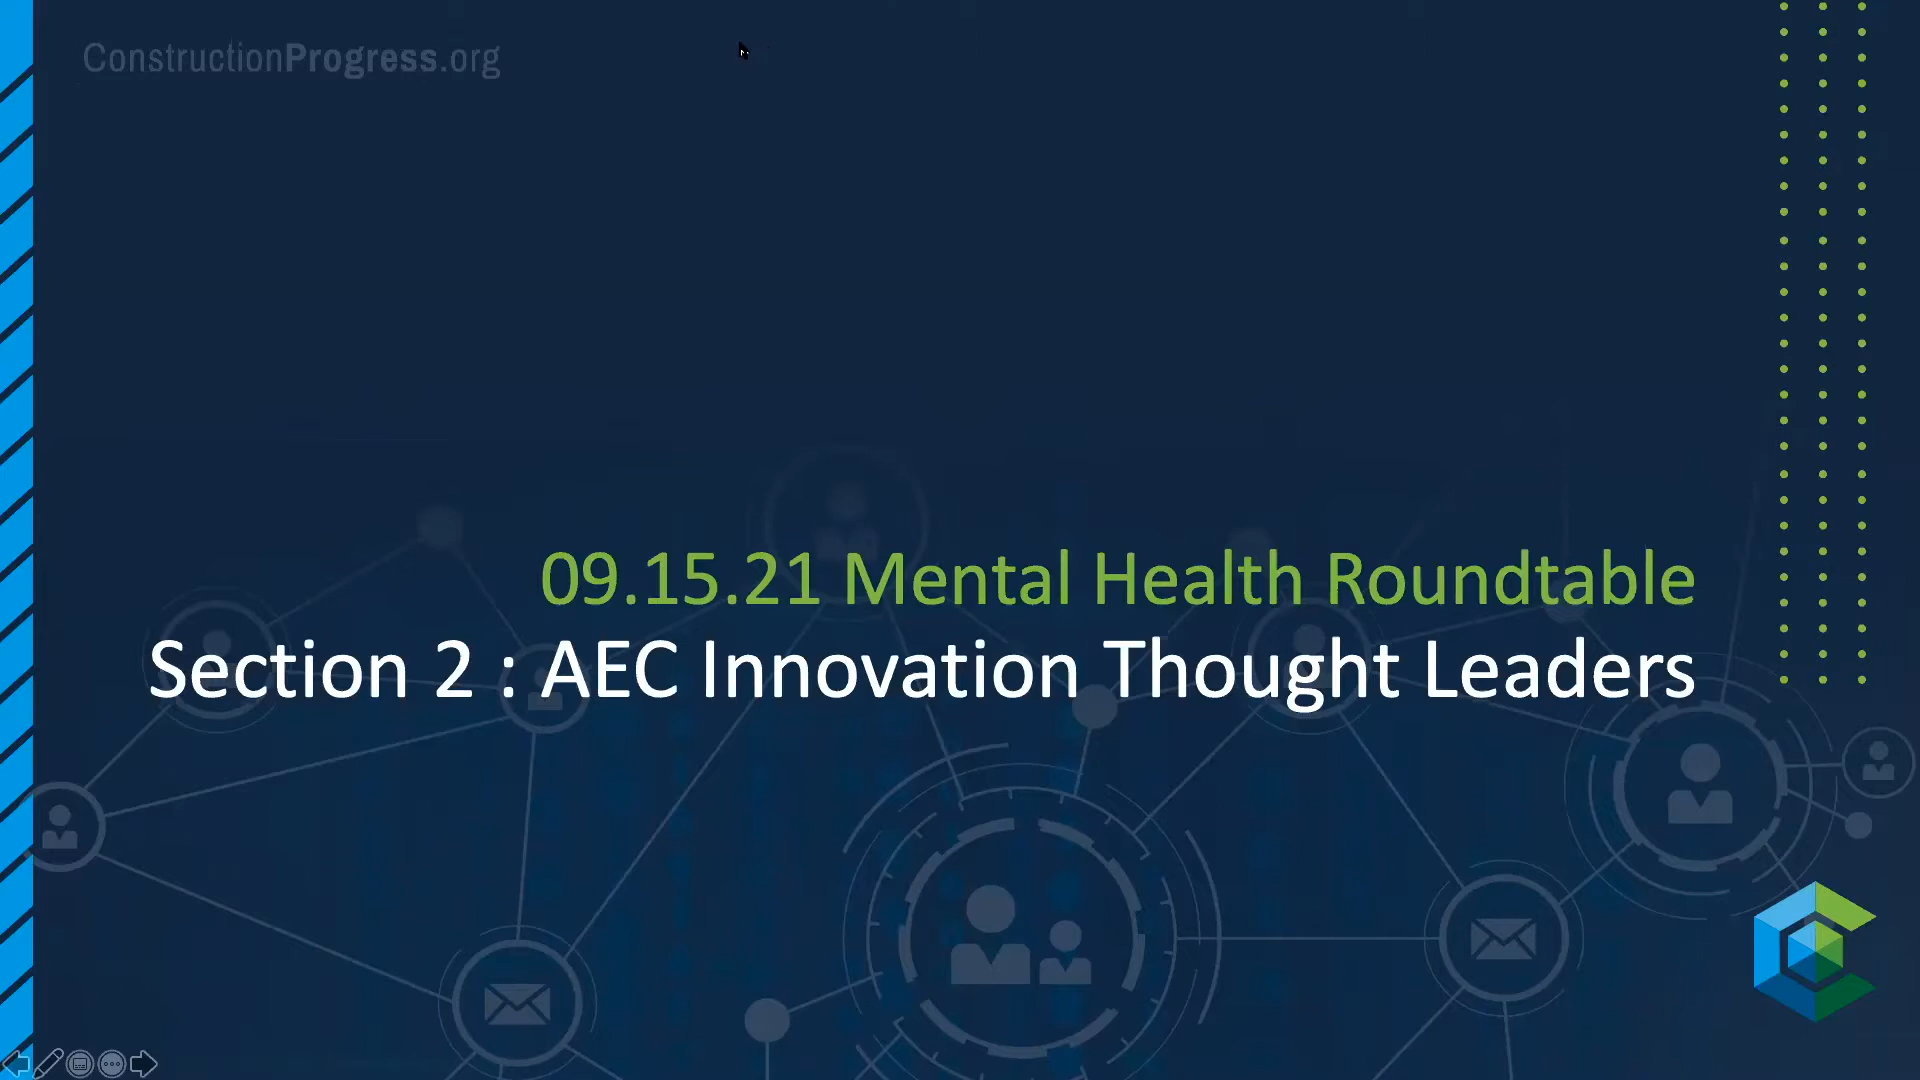 ConstructionProgress.org
09.15.21 Mental Health Roundtable
Section 2 : AEC Innovation Thought Leaders